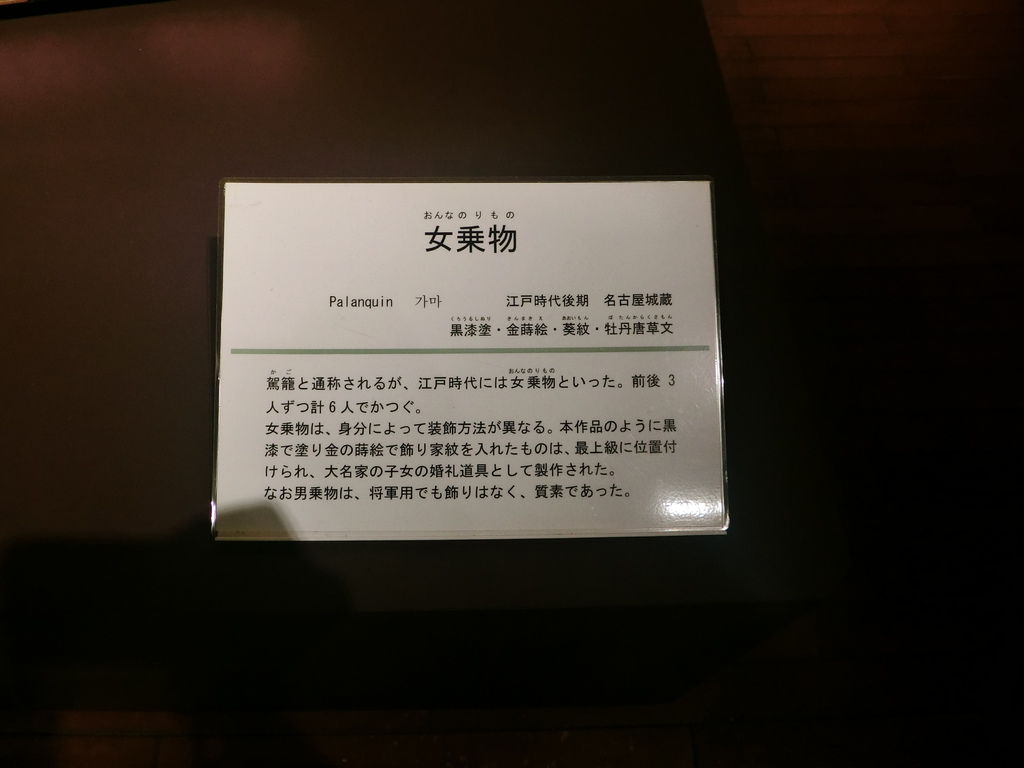 おんなのりもの
女乗物
Palanquin 가마 江戸時代後期 名古屋城蔵
くろうるしぬり きんまきえ あおいもん ぼたんからくさもん
黒漆塗・金蒔絵・葵紋・牡丹唐草文
かご おんなのりもの
駕籠と通称されるが、江戸時代には女乗物といった。前後3
人ずつ計6人でかつぐ。
女乗物は、身分によって装飾方法が異なる。本作品のように黒
漆で塗り金の蒔絵で飾り家紋を入れたものは、最上級に位置付
けられ、大名家の子女の婚礼道具として製作された。
なお男乗物は、将軍用でも飾りはなく、質素であった。